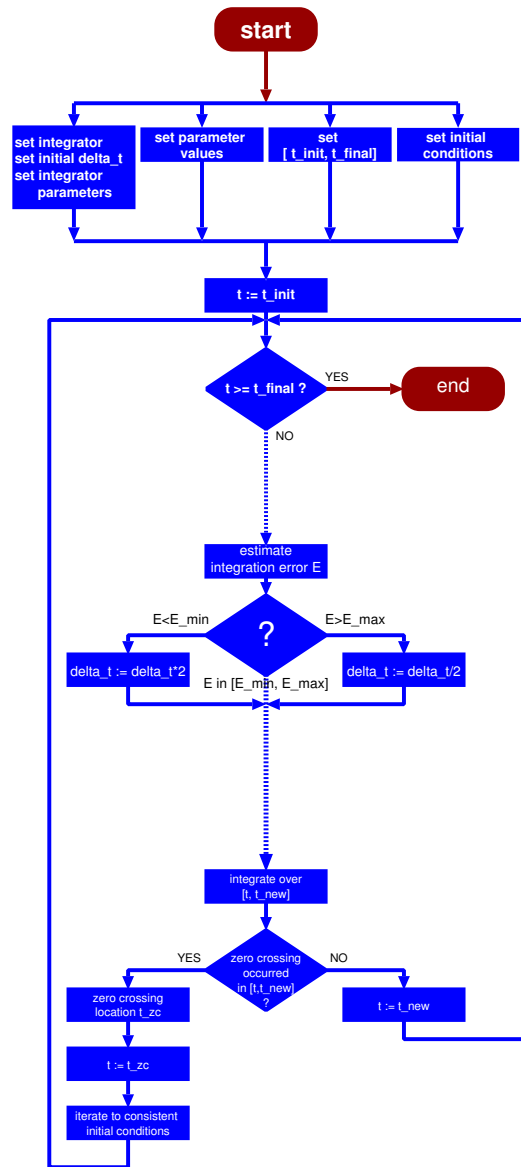 start
set integrator
set initial delta_t
set integrator
parameters
set parameter
values
set
[ t_init, t_final]
set initial
conditions
t := t_init
t >= t_final ?
YES
end
NO
estimate
integration error E
E<E_min
E>E_max
?
delta_t := delta_t*2
delta_t := delta_t/2
E in [E_min, E_max]
integrate over
[t, t_new]
YES
zero crossing
occurred
in [t,t_new]
?
NO
zero crossing
location t_zc
t := t_new
t := t_zc
iterate to consistent
initial conditions